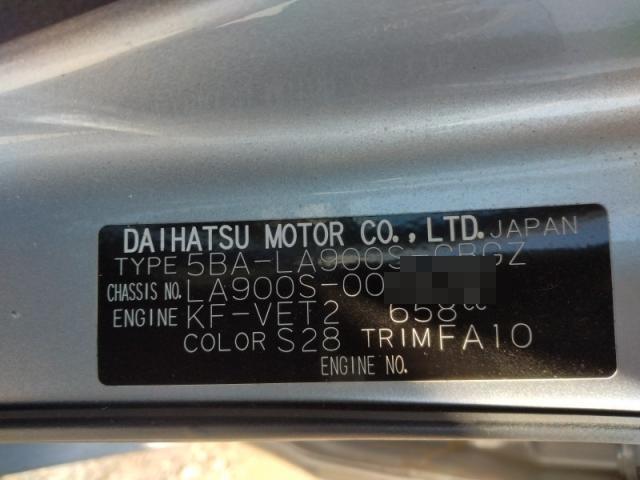 DAIHATSU MOTOR CO., LTD. JAPAN
TYPE 5BA-LA900S-GBGZ
CHASSIS NO. LA900S-00
ENGINE KF-VET2 658cc
COLOR S28 TRIM FA10
ENGINE NO.